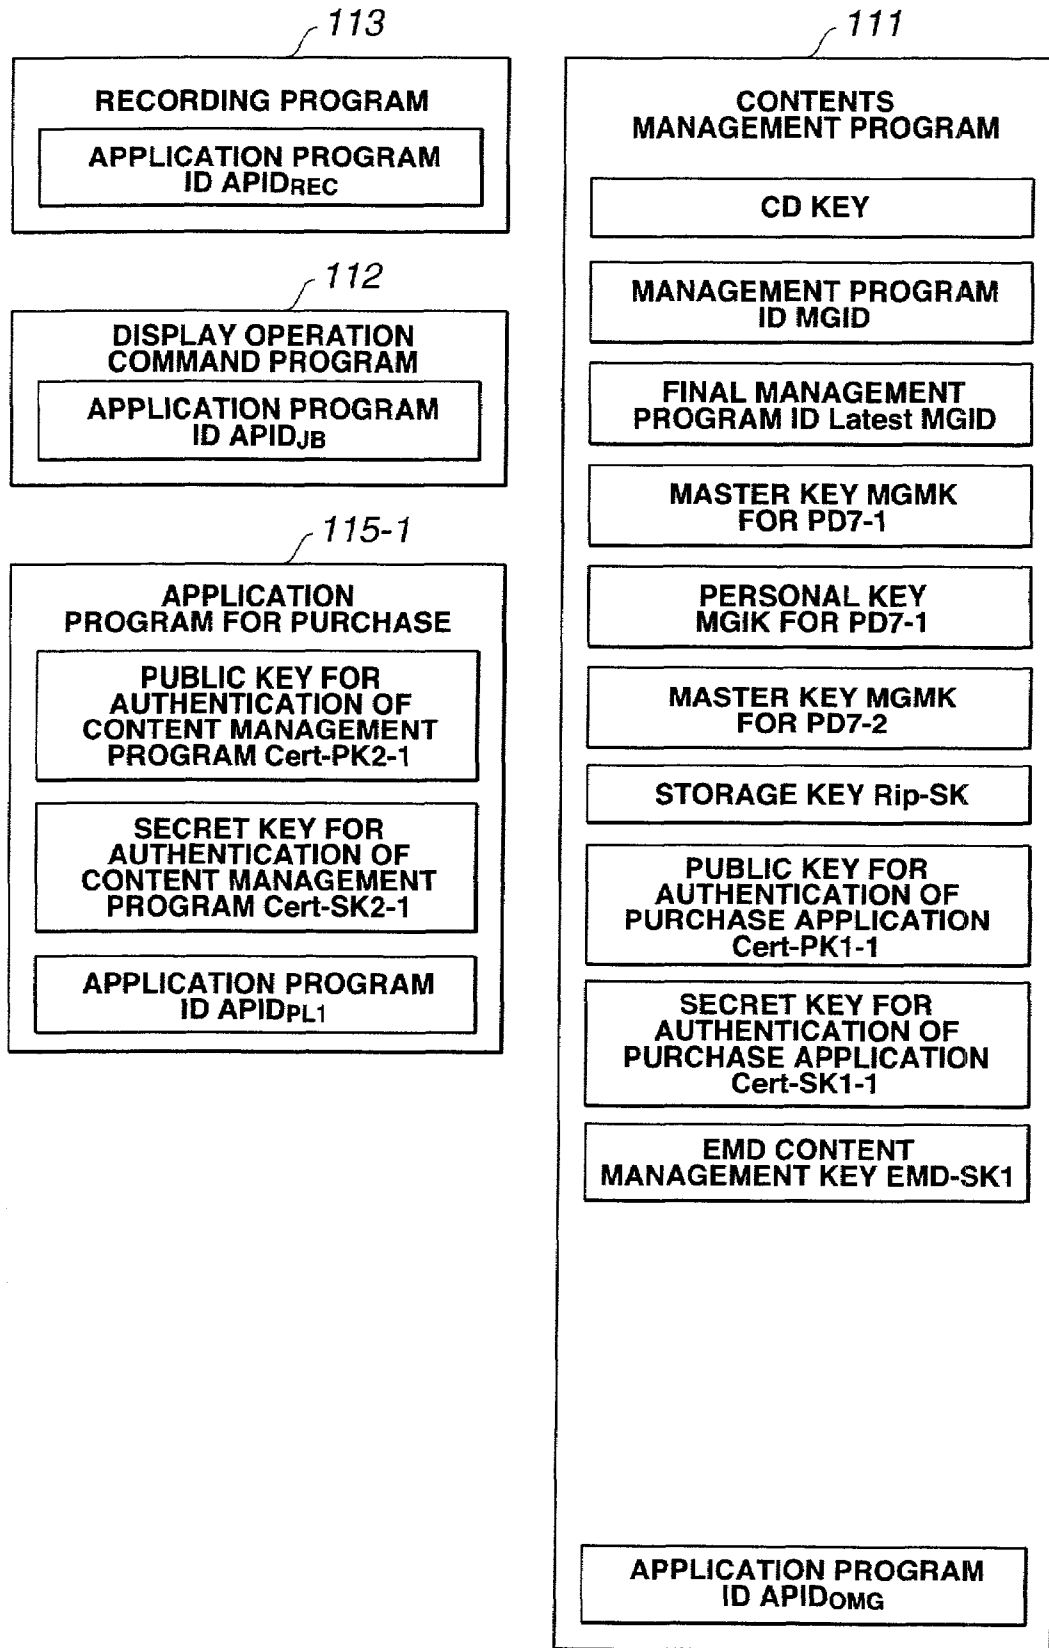 113
RECORDING PROGRAM
APPLICATION PROGRAM
ID APIDREC
112
DISPLAY OPERATION
COMMAND PROGRAM
APPLICATION PROGRAM
ID APIDJB
115-1
APPLICATION
PROGRAM FOR PURCHASE
PUBLIC KEY FOR
AUTHENTICATION OF
CONTENT MANAGEMENT
PROGRAM Cert-PK2-1
SECRET KEY FOR
AUTHENTICATION OF
CONTENT MANAGEMENT
PROGRAM Cert-SK2-1
APPLICATION PROGRAM
ID APIDPL1
111
CONTENTS
MANAGEMENT PROGRAM
CD KEY
MANAGEMENT PROGRAM
ID MGID
FINAL MANAGEMENT
PROGRAM ID Latest MGID
MASTER KEY MGMK
FOR PD7-1
PERSONAL KEY
MGIK FOR PD7-1
MASTER KEY MGMK
FOR PD7-2
STORAGE KEY Rip-SK
PUBLIC KEY FOR
AUTHENTICATION OF
PURCHASE APPLICATION
Cert-PK1-1
SECRET KEY FOR
AUTHENTICATION OF
PURCHASE APPLICATION
Cert-SK1-1
EMD CONTENT
MANAGEMENT KEY EMD-SK1
APPLICATION PROGRAM
ID APIDOMG